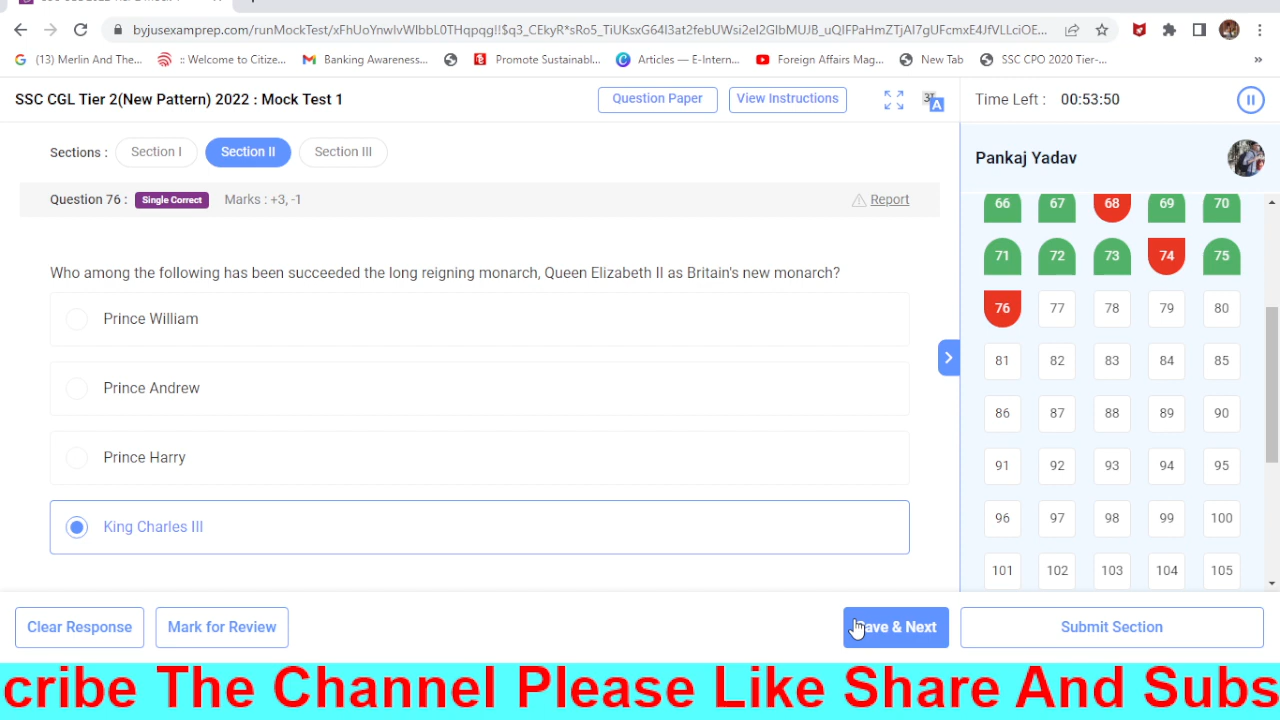 byjusexamprep.com/runMockTest/xFhUoYnwIvWlbbL0THqpqg!!$q3_CEkyR*sRo5_TiUKsxG64l3at2febUWsi2eI2GlbMUJB_uQIFPaHmZTjAI7gUFcmxE4JfVLLciOE...
(13) Merlin And The...
:: Welcome to Citize...
Banking Awareness...
Promote Sustainabl...
Articles — E-Intern...
Foreign Affairs Mag...
New Tab
SSC CPO 2020 Tier-...
»
SSC CGL Tier 2(New Pattern) 2022 : Mock Test 1
Question Paper
View Instructions
Time Left : 00:53:50
Sections :
Section I
Section II
Section III
Pankaj Yadav
Question 76 :
Single Correct
Marks : +3, -1
Report
66 67 68 69 70
71 72 73 74 75
76 77 78 79 80
81 82 83 84 85
86 87 88 89 90
91 92 93 94 95
96 97 98 99 100
101 102 103 104 105
Who among the following has been succeeded the long reigning monarch, Queen Elizabeth II as Britain's new monarch?
Prince William
Prince Andrew
Prince Harry
King Charles III
Clear Response
Mark for Review
Save & Next
Submit Section
cribe The Channel Please Like Share And Subs